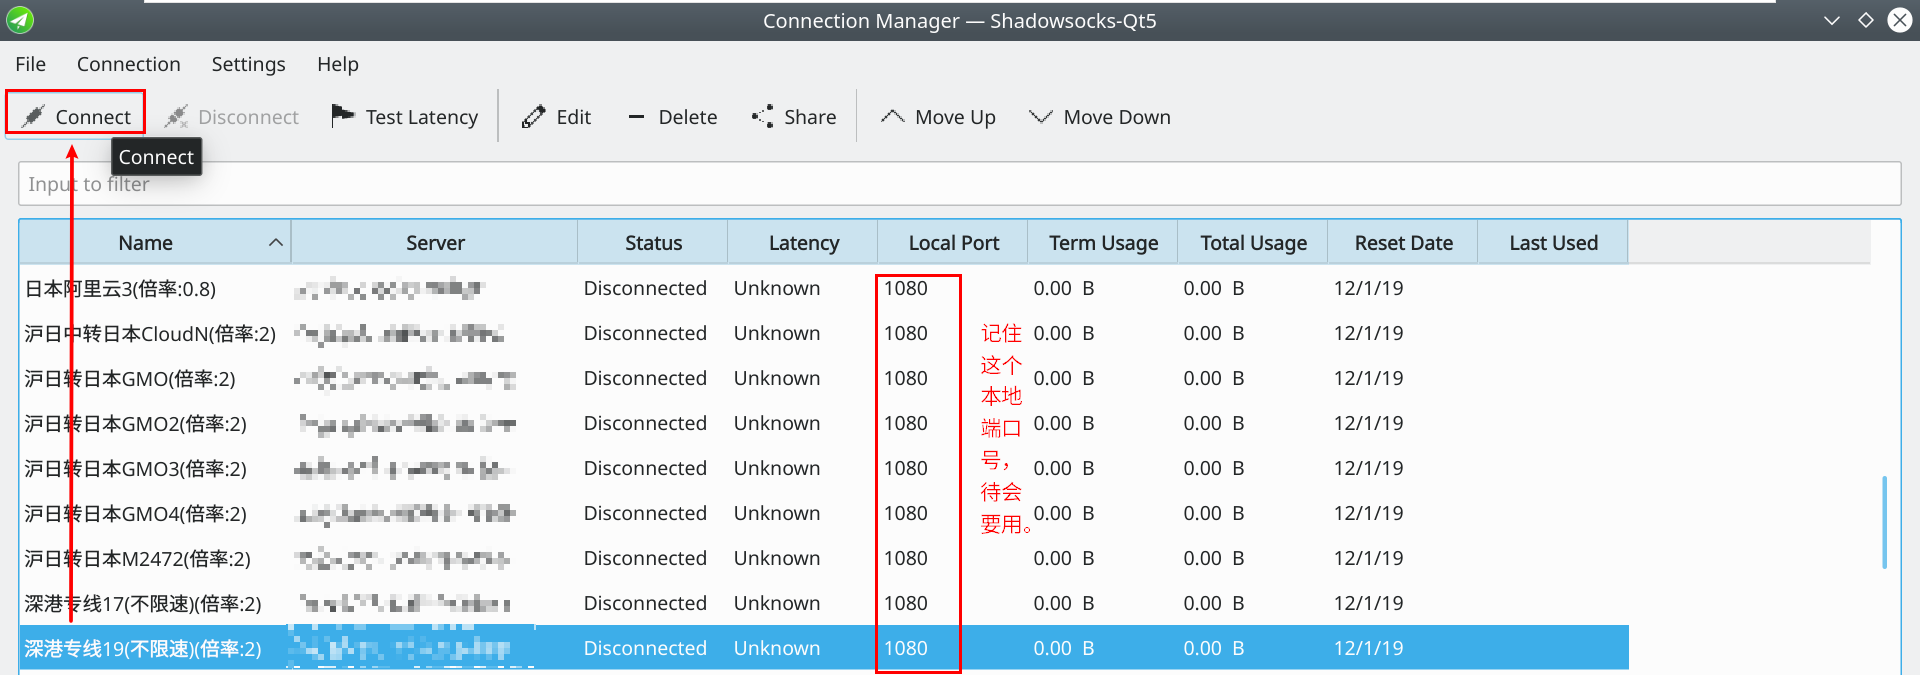 Connection Manager — Shadowsocks-Qt5
File Connection Settings Help
Connect Disconnect Test Latency Edit Delete Share Move Up Move Down
Connect
Input to filter
Name Server Status Latency Local Port Term Usage Total Usage Reset Date Last Used
日本阿里云3(倍率:0.8) Disconnected Unknown 1080 0.00 B 0.00 B 12/1/19
沪日中转日本CloudN(倍率:2) Disconnected Unknown 1080 0.00 B 0.00 B 12/1/19
沪日转日本GMO(倍率:2) Disconnected Unknown 1080 0.00 B 0.00 B 12/1/19
沪日转日本GMO2(倍率:2) Disconnected Unknown 1080 0.00 B 0.00 B 12/1/19
沪日转日本GMO3(倍率:2) Disconnected Unknown 1080 0.00 B 0.00 B 12/1/19
沪日转日本GMO4(倍率:2) Disconnected Unknown 1080 0.00 B 0.00 B 12/1/19
沪日转日本M2472(倍率:2) Disconnected Unknown 1080 0.00 B 0.00 B 12/1/19
深港专线17(不限速)(倍率:2) Disconnected Unknown 1080 0.00 B 0.00 B 12/1/19
深港专线19(不限速)(倍率:2) Disconnected Unknown 1080 0.00 B 0.00 B 12/1/19
记住
这个
本地
端口
号，
待会
要用。